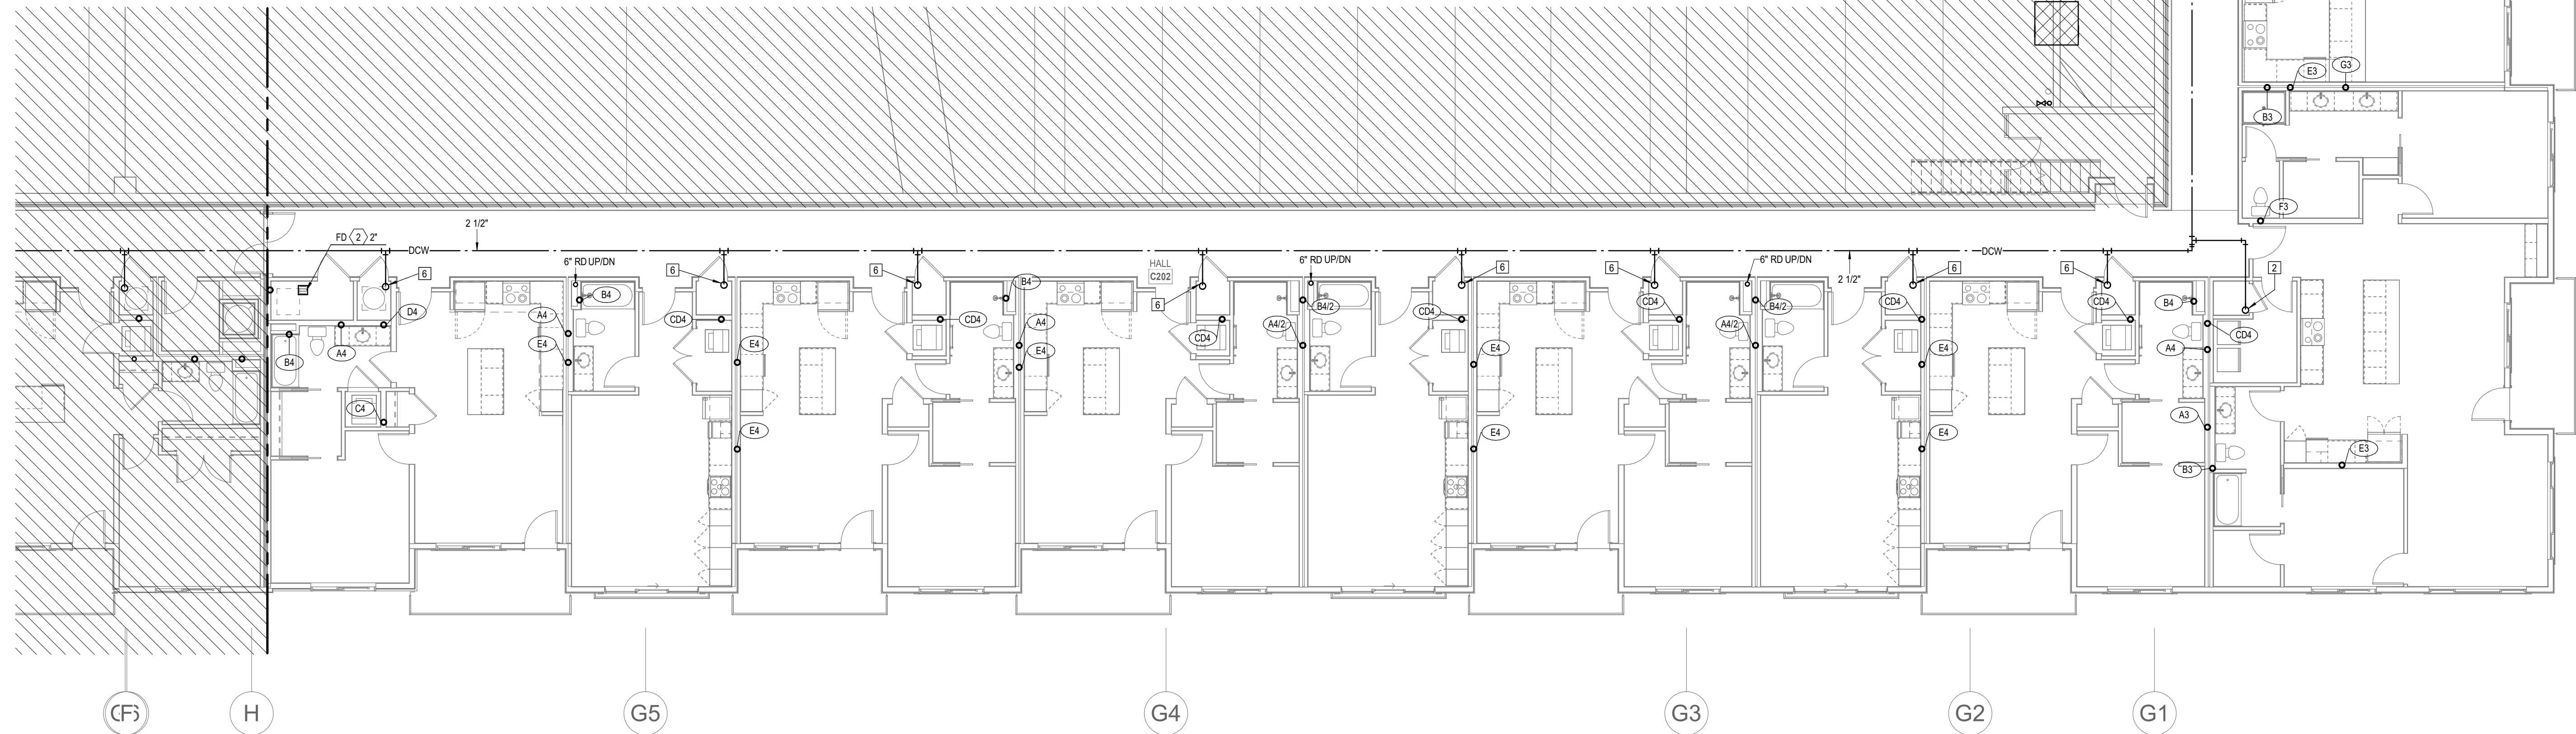 E3
G3
B3
F3
2 1/2"
FD 2 2"
DCW
DCW
6
6" RD UP/DN
6
6
HALL
C202
6
6" RD UP/DN
6
6
6" RD UP/DN
2 1/2"
6
6
2
B4
B4
B4/2
B4/2
B4
D4
A4
CD4
CD4
A4
A4/2
CD4
CD4
CD4
A4/2
CD4
CD4
CD4
B4
A4
E4
E4
E4
E4
E4
A4
C4
E4
E4
E4
A3
B3
E3
F
H
G5
G4
G3
G2
G1